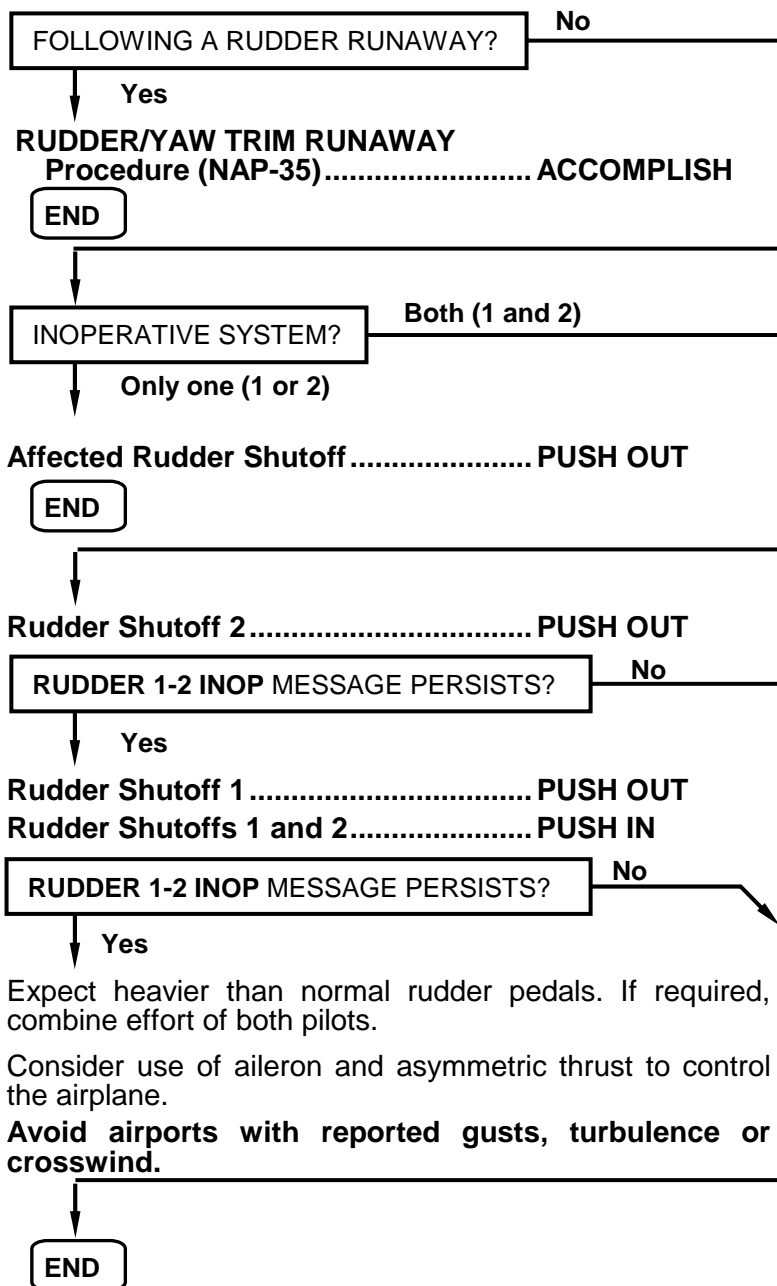 FOLLOWING A RUDDER RUNAWAY?
No
Yes
RUDDER/YAW TRIM RUNAWAY
Procedure (NAP-35)......................... ACCOMPLISH
END
INOPERATIVE SYSTEM?
Both (1 and 2)
Only one (1 or 2)
Affected Rudder Shutoff...................... PUSH OUT
END
Rudder Shutoff 2.................................. PUSH OUT
RUDDER 1-2 INOP MESSAGE PERSISTS?
No
Yes
Rudder Shutoff 1.................................. PUSH OUT
Rudder Shutoffs 1 and 2...................... PUSH IN
RUDDER 1-2 INOP MESSAGE PERSISTS?
No
Yes
Expect heavier than normal rudder pedals. If required,
combine effort of both pilots.
Consider use of aileron and asymmetric thrust to control
the airplane.
Avoid airports with reported gusts, turbulence or
crosswind.
END